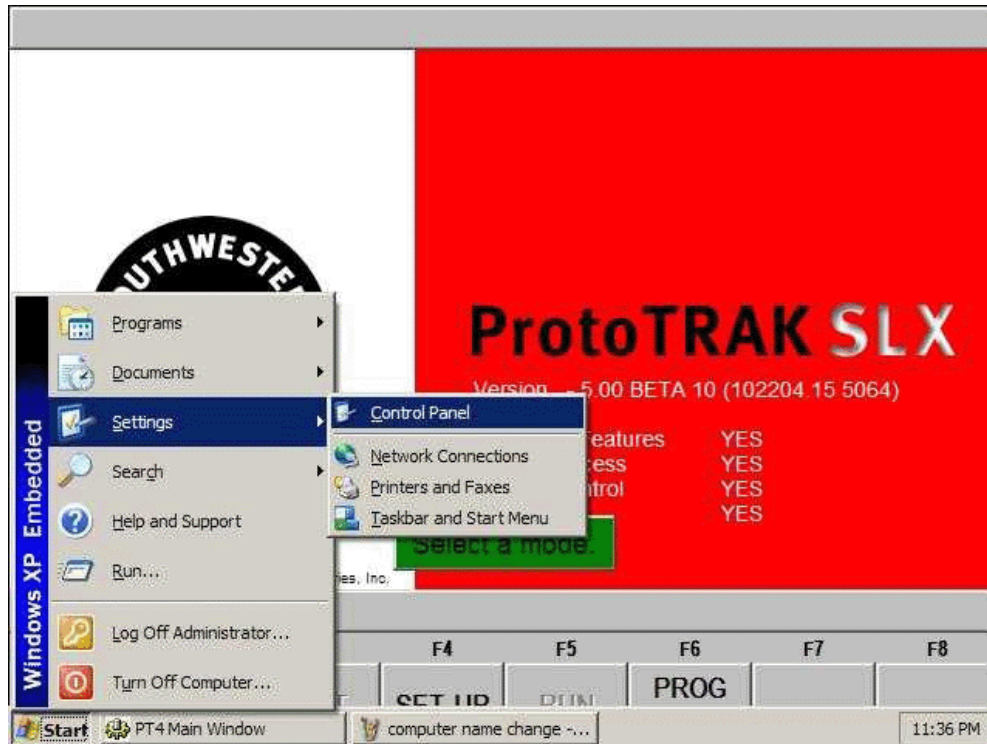 OUTHWESTE
ProtoTRAK SLX
Version - 5.00 BETA 10 (102204 15 5064)
eatures YES
cess YES
ntrol YES
YES
Select a mode.
ies, Inc.
Windows XP Embedded
Programs
Documents
Settings
Search
Help and Support
Run...
Log Off Administrator...
Turn Off Computer...
Control Panel
Network Connections
Printers and Faxes
Taskbar and Start Menu
F4 F5 F6 F7 F8
SET UP RUN PROG
Start PT4 Main Window computer name change -... 11:36 PM